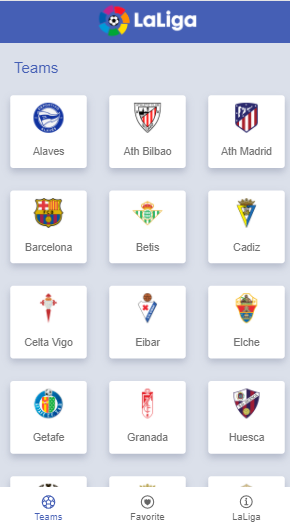 LaLiga
Teams
Alaves
Ath Bilbao
Ath Madrid
Barcelona
Betis
Cadiz
Celta Vigo
Eibar
Elche
Getafe
Granada
Huesca
Teams
Favorite
LaLiga